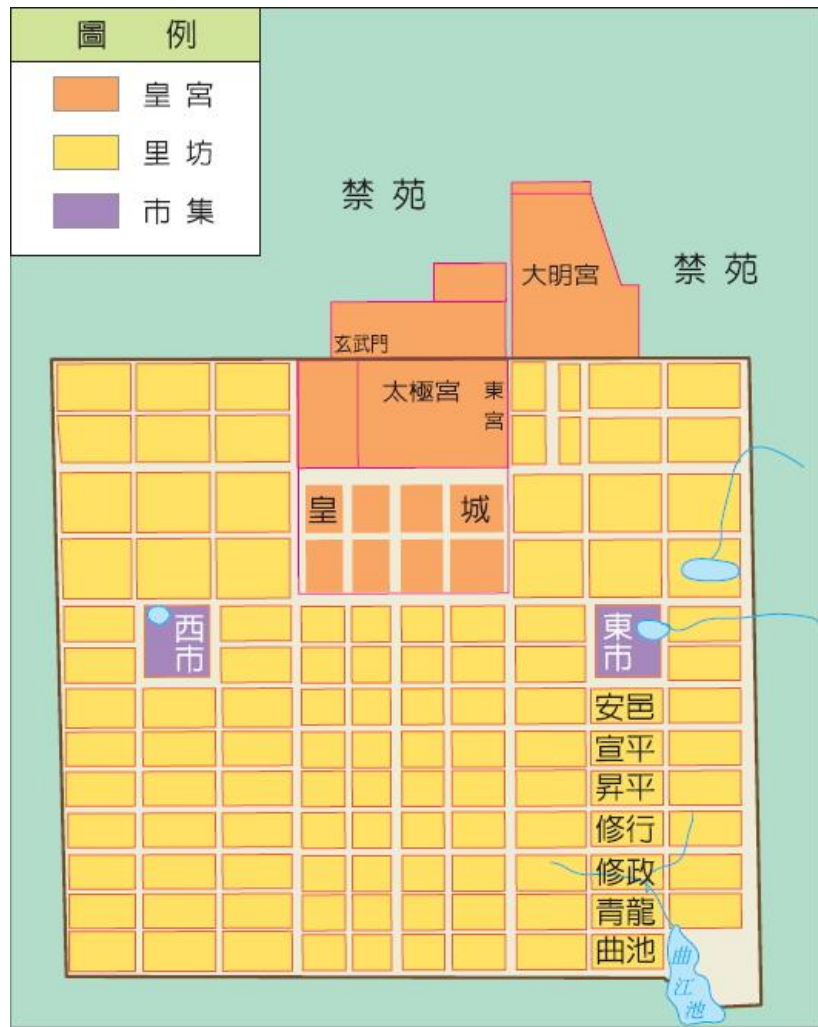 圖 例
皇宮
里坊
市集
禁苑
禁苑
大明宮
玄武門
太極宮
東宮
皇城
西市
東市
安邑
宣平
昇平
修行
修政
青龍
曲池
曲江池